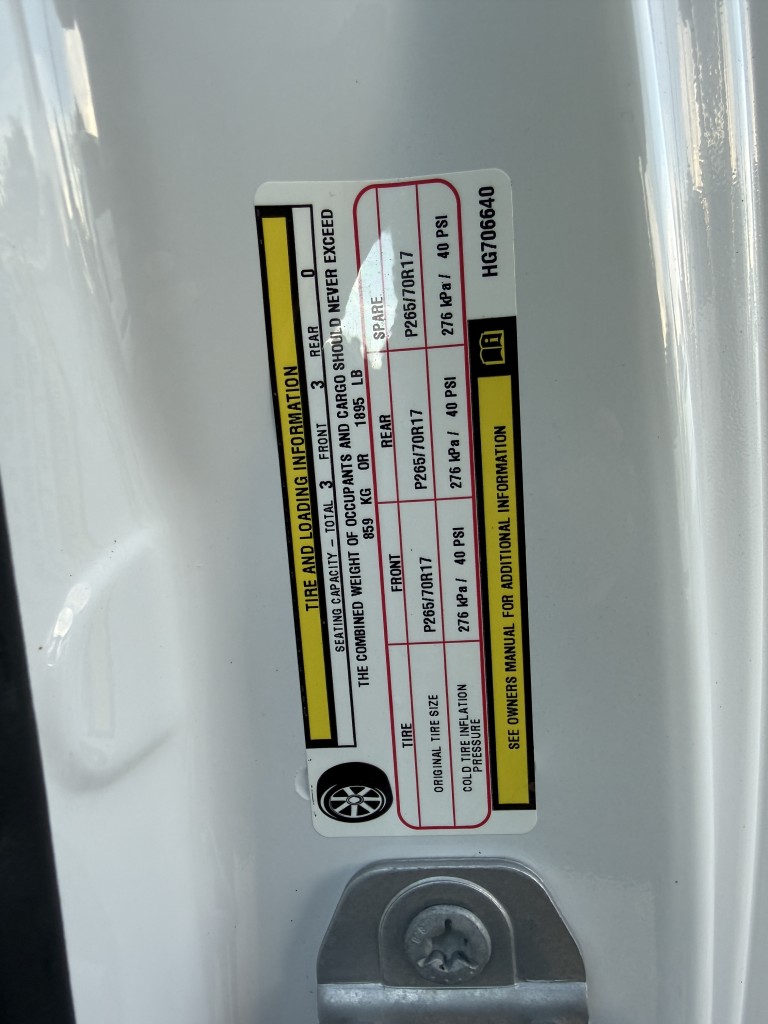 TIRE AND LOADING INFORMATION
SEATING CAPACITY - TOTAL 3 FRONT 3 REAR 0
THE COMBINED WEIGHT OF OCCUPANTS AND CARGO SHOULD NEVER EXCEED
859 KG OR 1895 LB
TIRE FRONT REAR SPARE
ORIGINAL TIRE SIZE P265/70R17 P265/70R17 P265/70R17
COLD TIRE INFLATION PRESSURE 276 kPa / 40 PSI 276 kPa / 40 PSI 276 kPa / 40 PSI
SEE OWNERS MANUAL FOR ADDITIONAL INFORMATION
HG706640